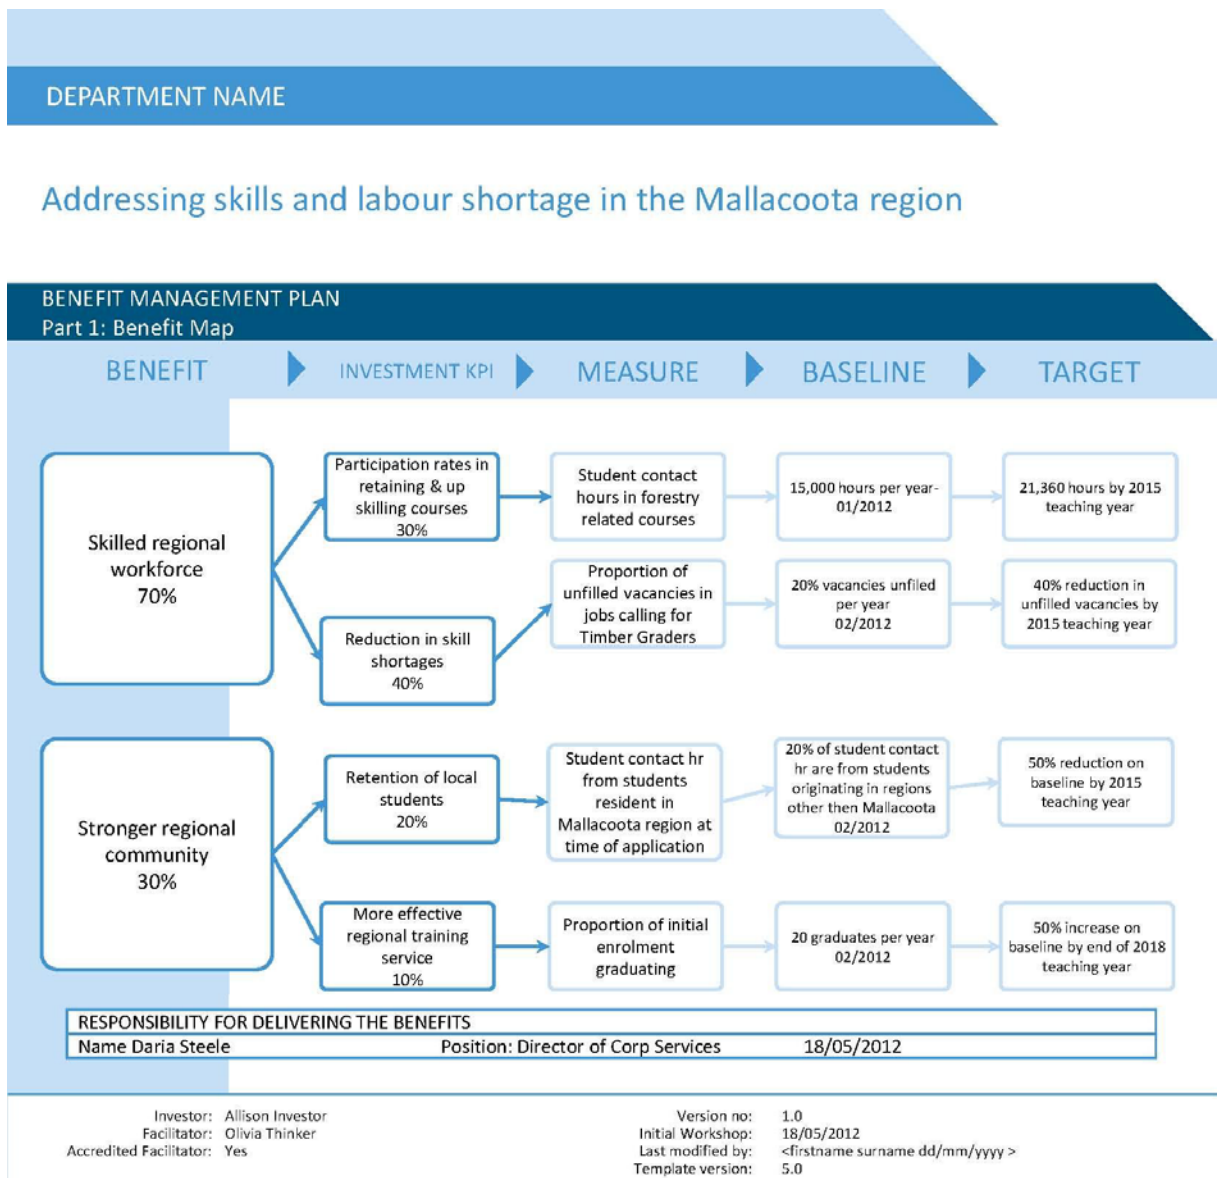 DEPARTMENT NAME
Addressing skills and labour shortage in the Mallacoota region
BENEFIT MANAGEMENT PLAN
Part 1: Benefit Map
BENEFIT
INVESTMENT KPI
MEASURE
BASELINE
TARGET
Skilled regional
workforce
70%
Participation rates in
retaining & up
skilling courses
30%
Student contact
hours in forestry
related courses
15,000 hours per year-
01/2012
21,360 hours by 2015
teaching year
Reduction in skill
shortages
40%
Proportion of
unfilled vacancies in
jobs calling for
Timber Graders
20% vacancies unfiled
per year
02/2012
40% reduction in
unfilled vacancies by
2015 teaching year
Stronger regional
community
30%
Retention of local
students
20%
Student contact hr
from students
resident in
Mallacoota region at
time of application
20% of student contact
hr are from students
originating in regions
other then Mallacoota
02/2012
50% reduction on
baseline by 2015
teaching year
More effective
regional training
service
10%
Proportion of initial
enrolment
graduating
20 graduates per year
02/2012
50% increase on
baseline by end of 2018
teaching year
RESPONSIBILITY FOR DELIVERING THE BENEFITS
Name Daria Steele Position: Director of Corp Services 18/05/2012
Investor: Allison Investor
Facilitator: Olivia Thinker
Accredited Facilitator: Yes
Version no: 1.0
Initial Workshop: 18/05/2012
Last modified by: <firstname surname dd/mm/yyyy >
Template version: 5.0